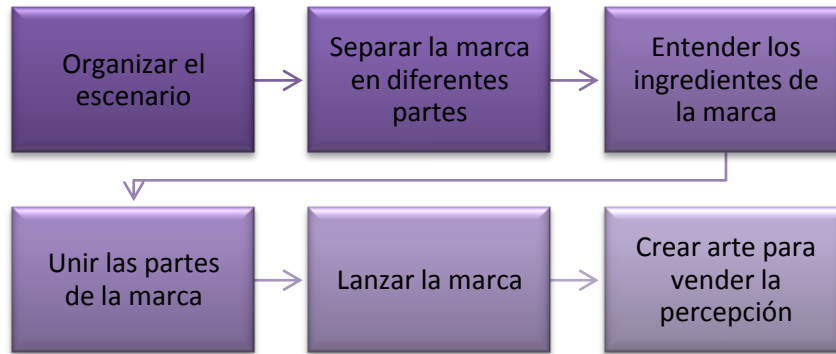 Organizar el
escenario
Separar la marca
en diferentes
partes
Entender los
ingredientes de
la marca
Unir las partes
de la marca
Lanzar la marca
Crear arte para
vender la
percepción